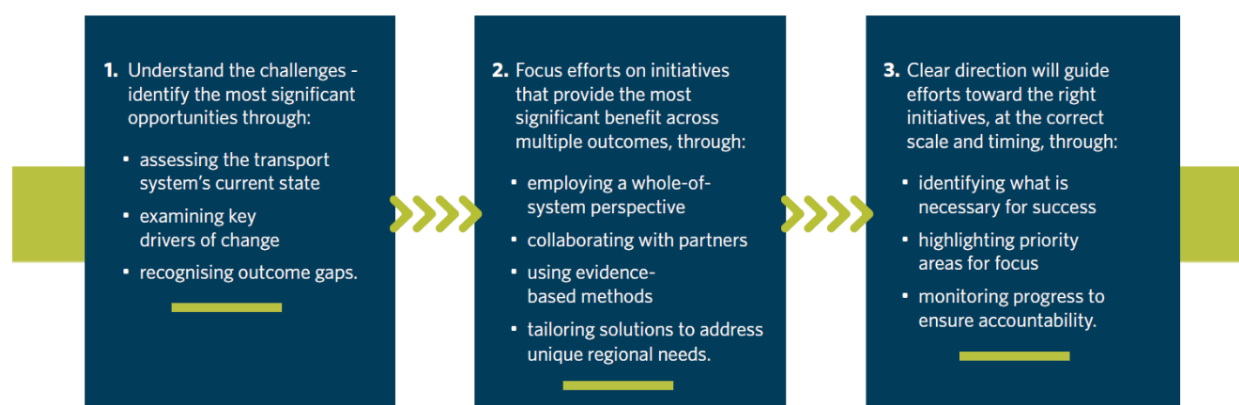 1. Understand the challenges -
identify the most significant
opportunities through:
▪ assessing the transport
system's current state
▪ examining key
drivers of change
▪ recognising outcome gaps.
2. Focus efforts on initiatives
that provide the most
significant benefit across
multiple outcomes, through:
▪ employing a whole-of-
system perspective
▪ collaborating with partners
▪ using evidence-
based methods
▪ tailoring solutions to address
unique regional needs.
3. Clear direction will guide
efforts toward the right
initiatives, at the correct
scale and timing, through:
▪ identifying what is
necessary for success
▪ highlighting priority
areas for focus
▪ monitoring progress to
ensure accountability.